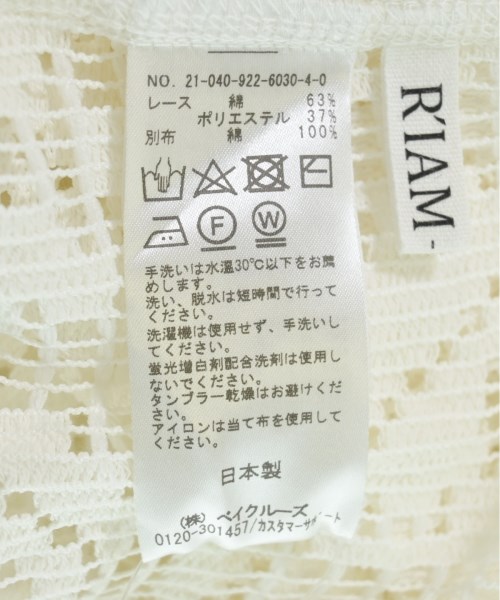 NO. 21-040-922-6030-4-0
レース 綿 63%
ポリエステル 37%
別布 綿 100%
F
W
手洗いは水温30℃以下をお薦
めします。
洗い、脱水は短時間で行って
ください。
洗濯機は使用せず、手洗いし
てください。
蛍光増白剤配合洗剤は使用し
ないでください。
タンブラー乾燥はお避けくだ
さい。
アイロンは当て布を使用して
ください。
日本製
(株) ベイクルーズ
0120-301457/カスタマーサポート
R'IAM-